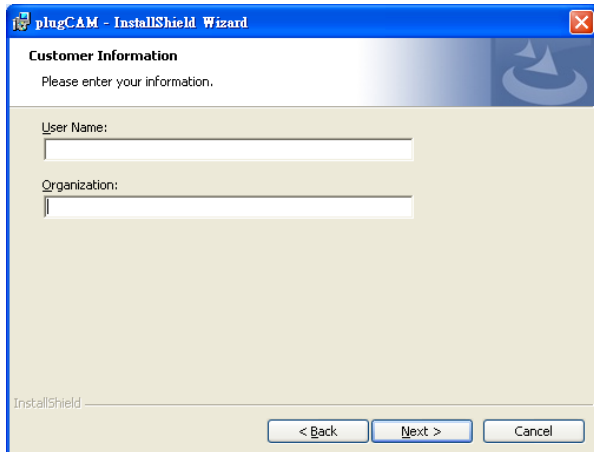 plugCAM - InstallShield Wizard
Customer Information
Please enter your information.
User Name:
Organization:
InstallShield
< Back
Next >
Cancel